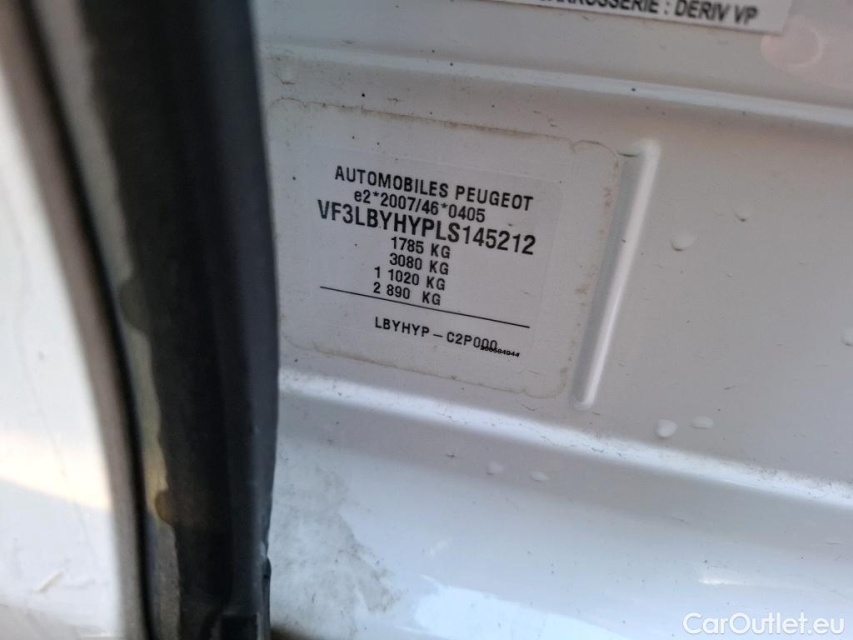 : DERIV VP
AUTOMOBILES PEUGEOT
e2*2007/46*0405
VF3LBYHYPLS145212
1785 KG
3080 KG
1 1020 KG
2 890 KG
LBYHYP-C2P000
CarOutlet.eu